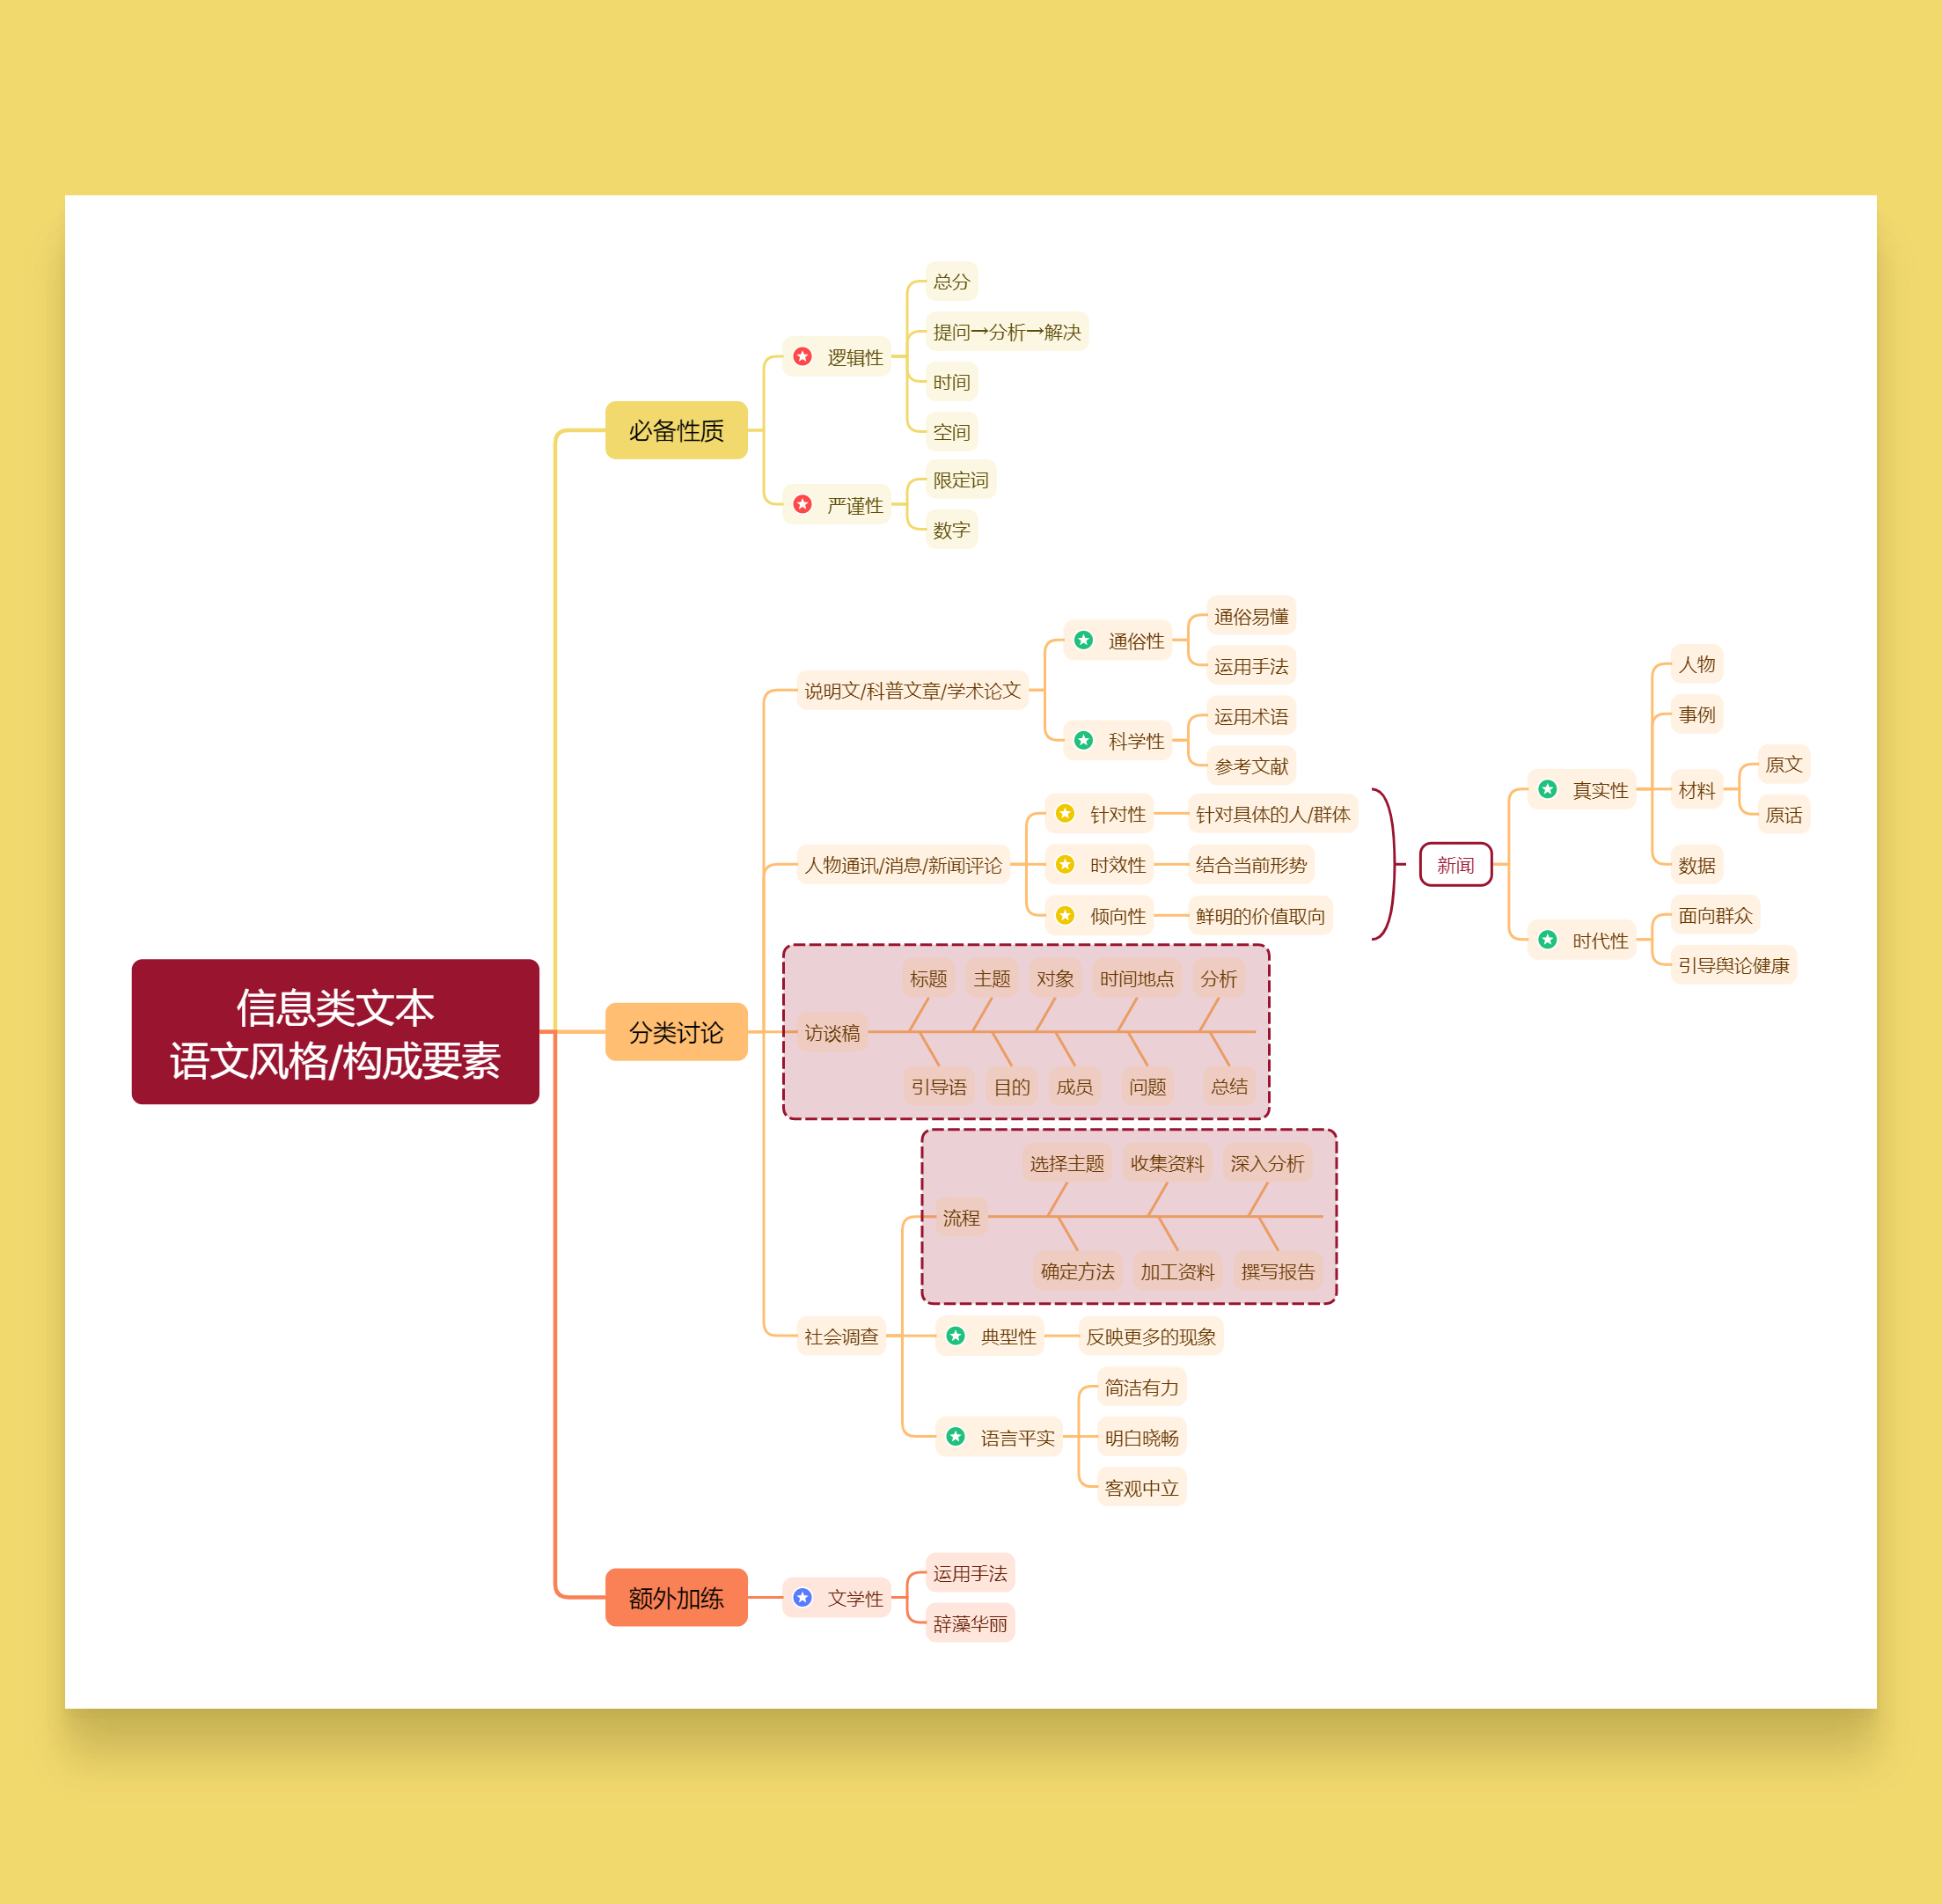 信息类文本
语文风格/构成要素
必备性质
逻辑性
总分
提问→分析→解决
时间
空间
严谨性
限定词
数字
分类讨论
说明文/科普文章/学术论文
通俗性
通俗易懂
运用手法
科学性
运用术语
参考文献
人物通讯/消息/新闻评论
针对性
针对具体的人/群体
时效性
结合当前形势
倾向性
鲜明的价值取向
新闻
真实性
人物
事例
材料
原文
原话
数据
时代性
面向群众
引导舆论健康
访谈稿
标题
主题
对象
时间地点
分析
引导语
目的
成员
问题
总结
社会调查
流程
选择主题
收集资料
深入分析
确定方法
加工资料
撰写报告
典型性
反映更多的现象
语言平实
简洁有力
明白晓畅
客观中立
额外加练
文学性
运用手法
辞藻华丽